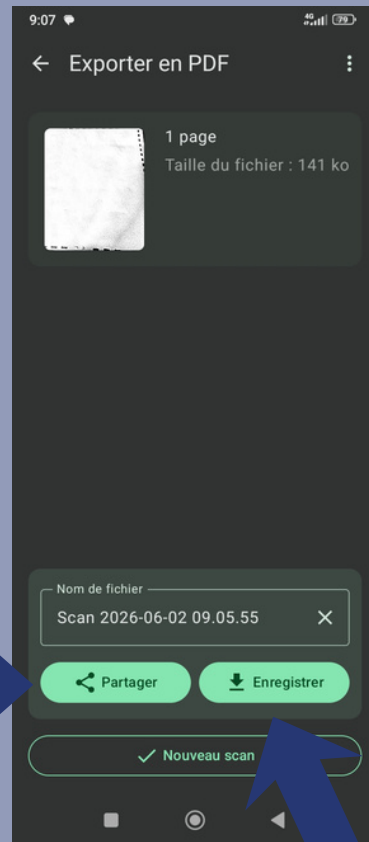 9:07 4G 79
Exporter en PDF
1 page
Taille du fichier : 141 ko
Nom de fichier
Scan 2026-06-02 09.05.55
Partager Enregistrer
Nouveau scan